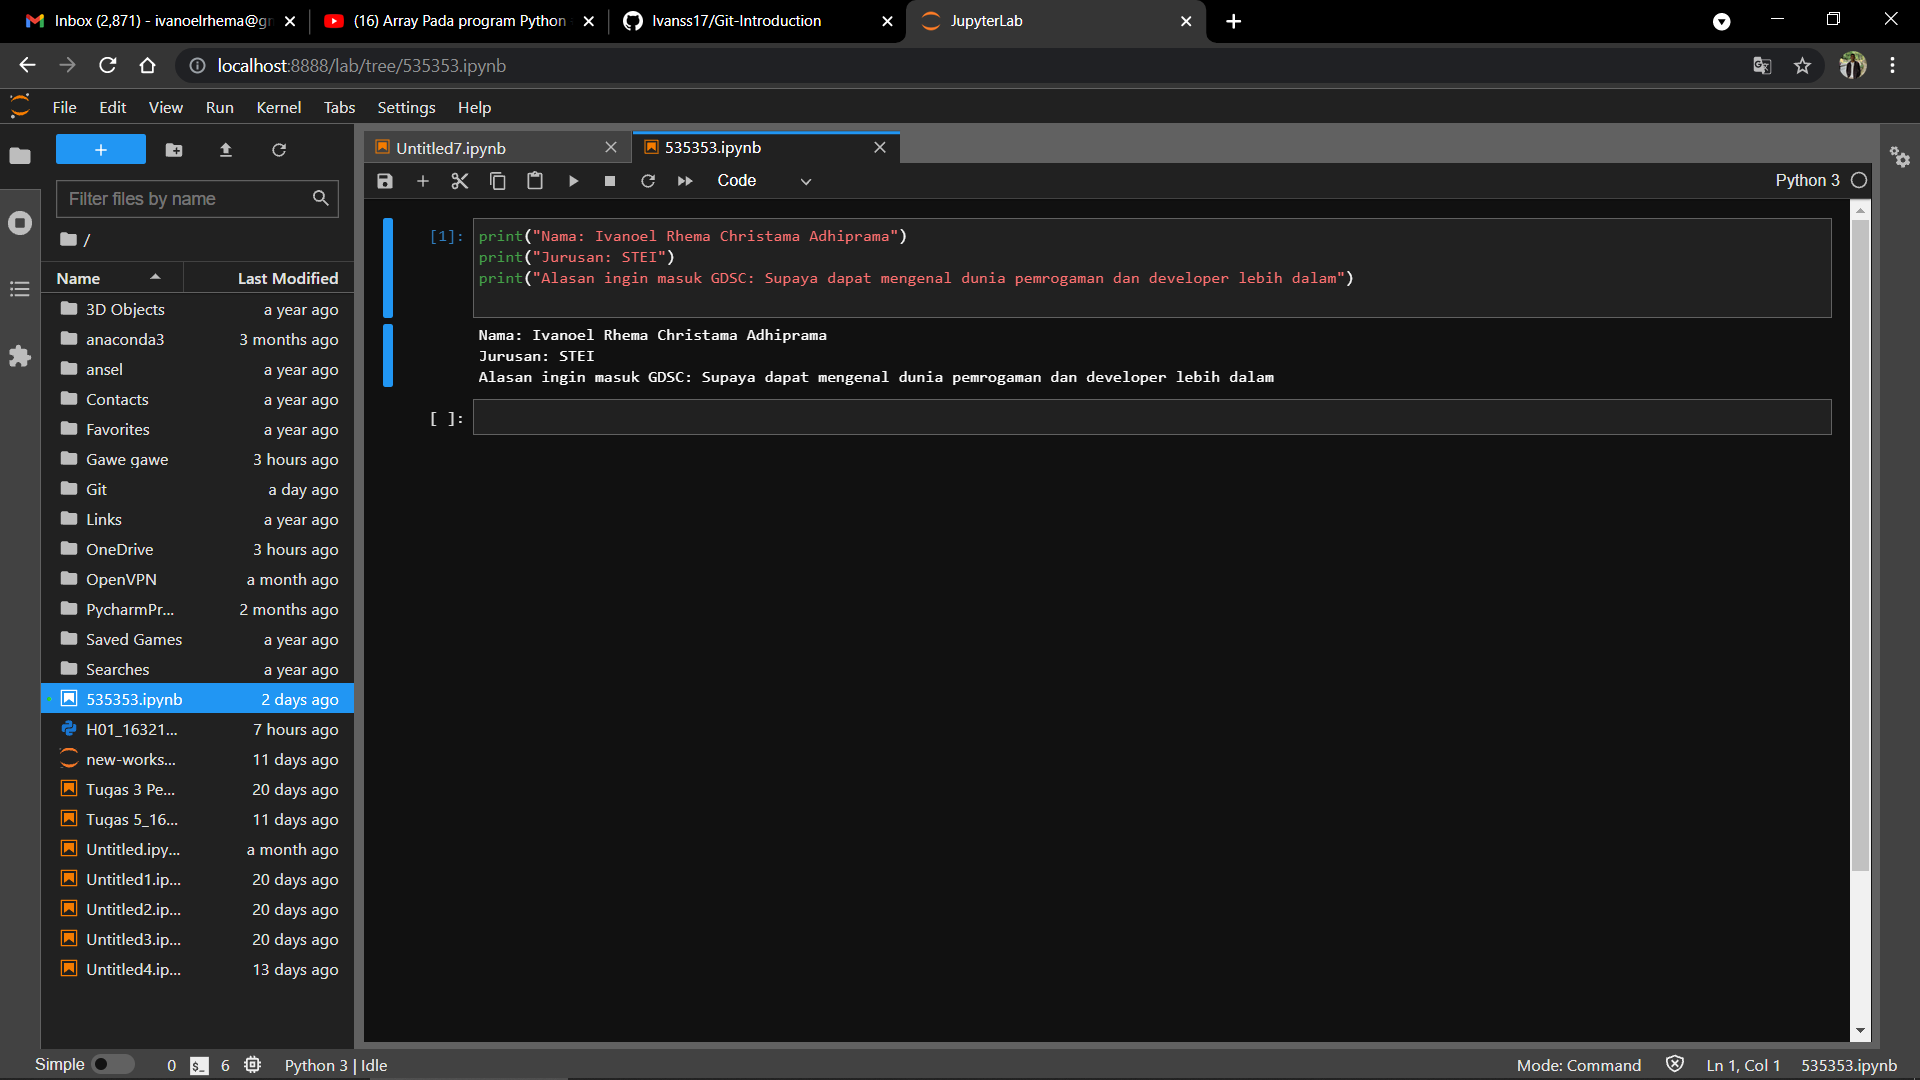 Inbox (2,871) - ivanoelrhema@gm
(16) Array Pada program Python
Ivanss17/Git-Introduction
JupyterLab
localhost:8888/lab/tree/535353.ipynb
File Edit View Run Kernel Tabs Settings Help
Untitled7.ipynb
535353.ipynb
Code
Python 3
Filter files by name
/
Name Last Modified
3D Objects a year ago
anaconda3 3 months ago
ansel a year ago
Contacts a year ago
Favorites a year ago
Gawe gawe 3 hours ago
Git a day ago
Links a year ago
OneDrive 3 hours ago
OpenVPN a month ago
PycharmPr... 2 months ago
Saved Games a year ago
Searches a year ago
535353.ipynb 2 days ago
H01_16321... 7 hours ago
new-works... 11 days ago
Tugas 3 Pe... 20 days ago
Tugas 5_16... 11 days ago
Untitled.ipy... a month ago
Untitled1.ip... 20 days ago
Untitled2.ip... 20 days ago
Untitled3.ip... 20 days ago
Untitled4.ip... 13 days ago
[1]: print("Nama: Ivanoel Rhema Christama Adhiprama")
print("Jurusan: STEI")
print("Alasan ingin masuk GDSC: Supaya dapat mengenal dunia pemrogaman dan developer lebih dalam")
Nama: Ivanoel Rhema Christama Adhiprama
Jurusan: STEI
Alasan ingin masuk GDSC: Supaya dapat mengenal dunia pemrogaman dan developer lebih dalam
[ ]:
Simple 0 $_ 6 Python 3 | Idle
Mode: Command Ln 1, Col 1 535353.ipynb